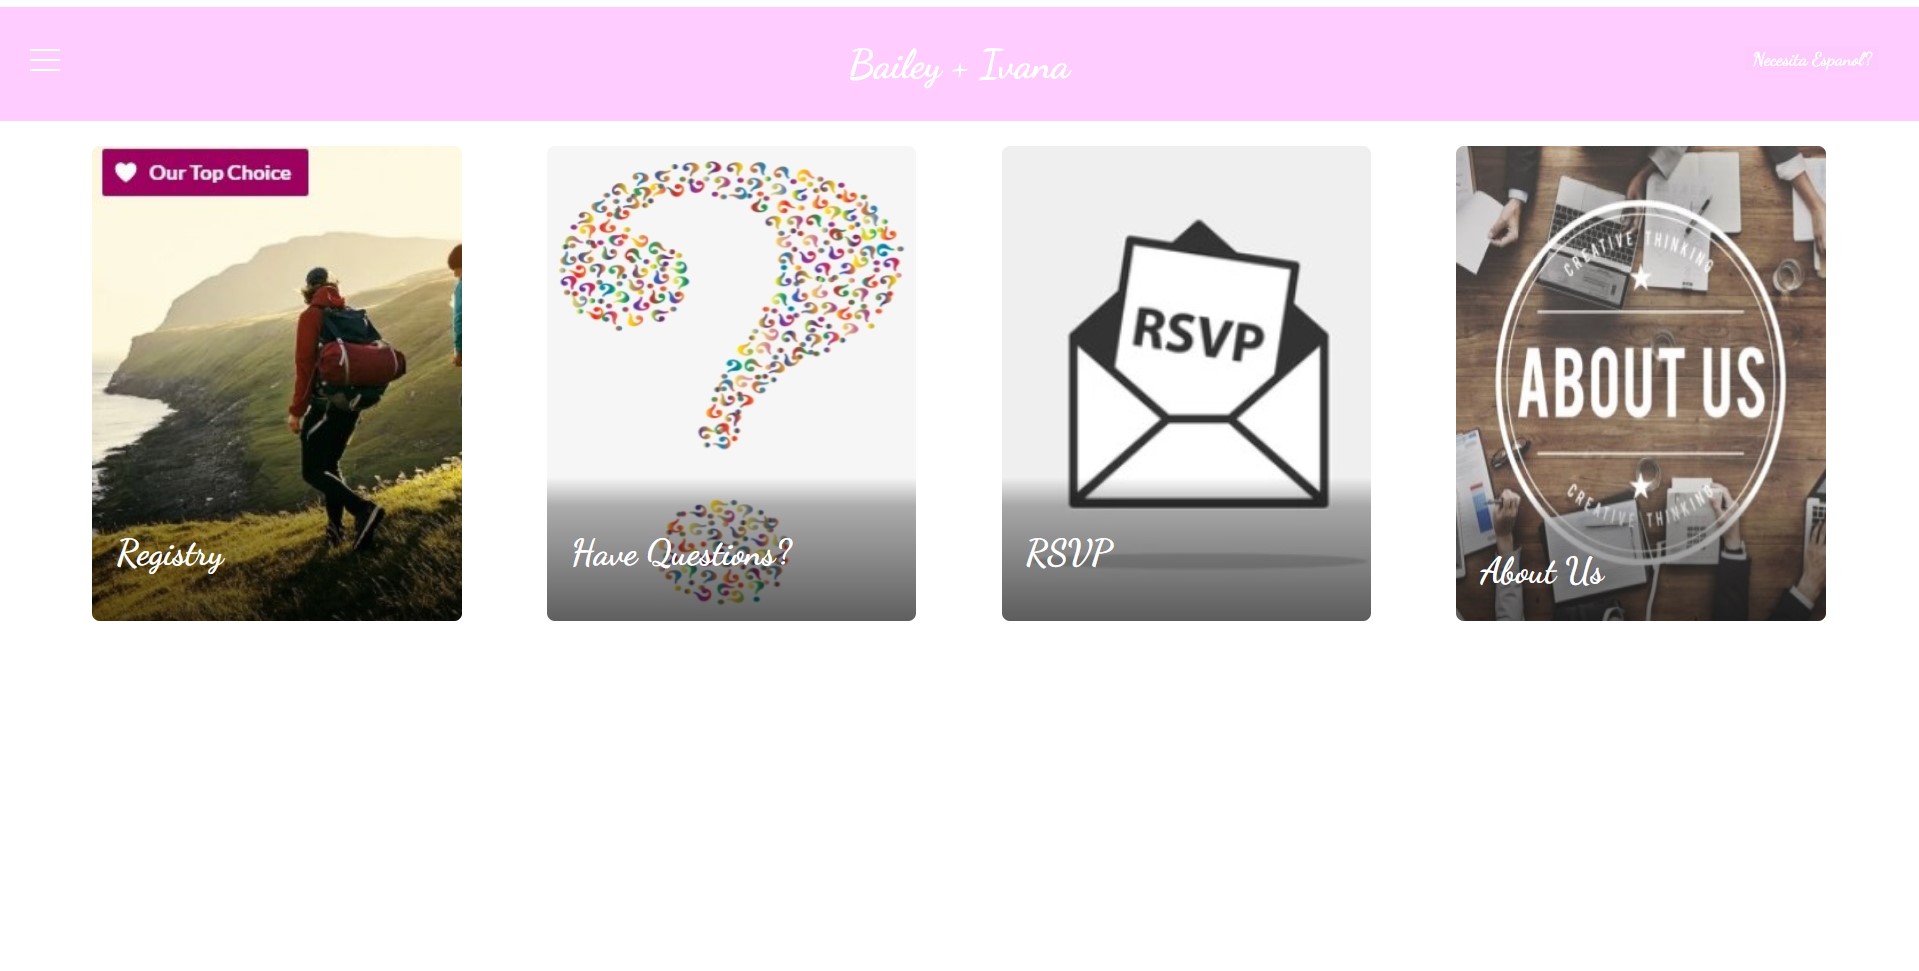 Bailey + Ivana
Necesita Espanol?
Our Top Choice
Registry
Have Questions?
RSVP
RSVP
CREATIVE THINKING
ABOUT US
CREATIVE THINKING
About Us